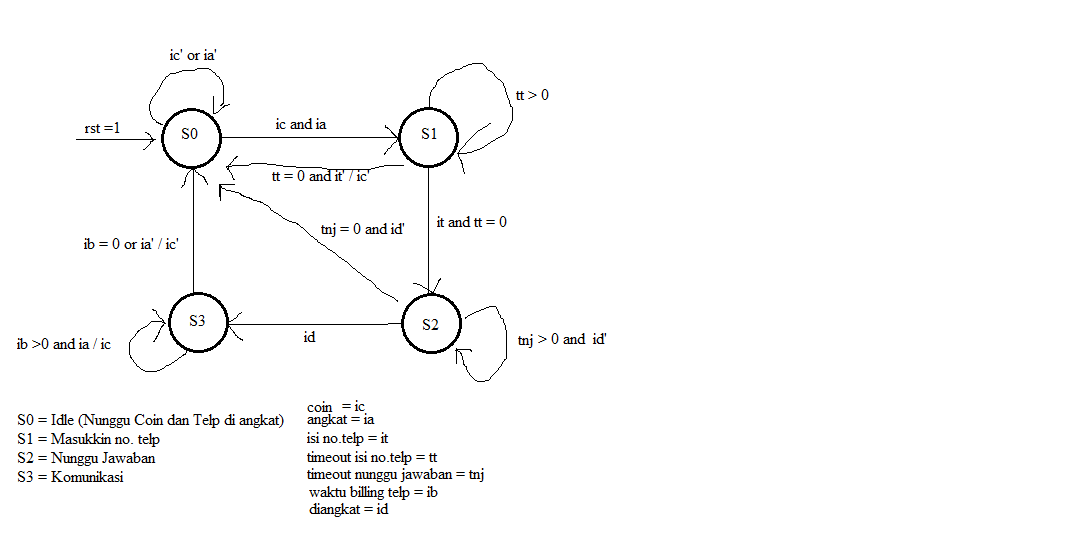 ic' or ia'
tt > 0
rst =1
S0
ic and ia
S1
tt = 0 and it' / ic'
it and tt = 0
tnj = 0 and id'
ib = 0 or ia' / ic'
S3
id
S2
ib >0 and ia / ic
tnj > 0 and id'
S0 = Idle (Nunggu Coin dan Telp di angkat)
S1 = Masukkin no. telp
S2 = Nunggu Jawaban
S3 = Komunikasi
coin = ic
angkat = ia
isi no.telp = it
timeout isi no.telp = tt
timeout nunggu jawaban = tnj
waktu billing telp = ib
diangkat = id